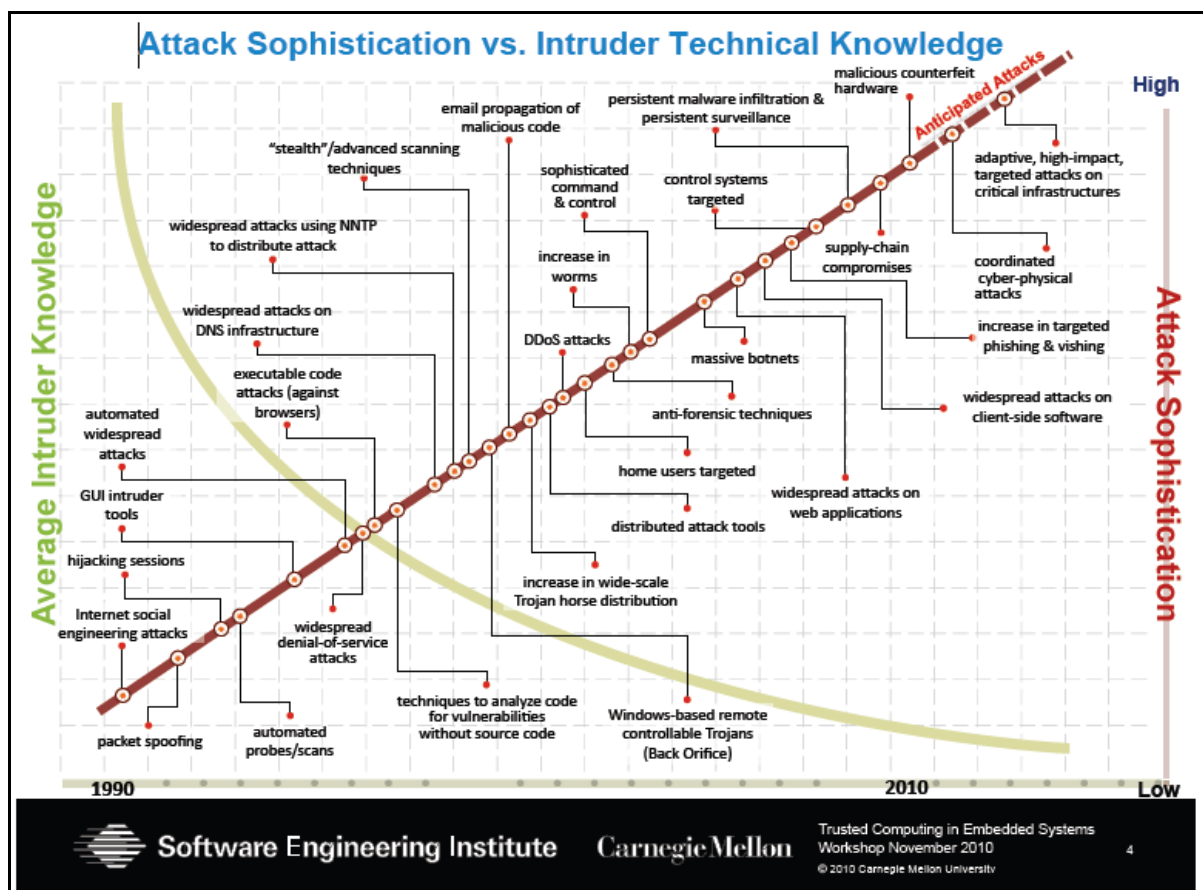 Attack Sophistication vs. Intruder Technical Knowledge
High
Anticipated Attacks
malicious counterfeit
hardware
persistent malware infiltration &
persistent surveillance
email propagation of
malicious code
"stealth"/advanced scanning
techniques
sophisticated
command
& control
control systems
targeted
adaptive, high-impact,
targeted attacks on
critical infrastructures
widespread attacks using NNTP
to distribute attack
increase in
worms
supply-chain
compromises
coordinated
cyber-physical
attacks
widespread attacks on
DNS infrastructure
DDoS attacks
massive botnets
increase in targeted
phishing & vishing
executable code
attacks (against
browsers)
anti-forensic techniques
widespread attacks on
client-side software
automated
widespread
attacks
home users targeted
GUI intruder
tools
distributed attack tools
widespread attacks on
web applications
hijacking sessions
increase in wide-scale
Trojan horse distribution
Internet social
engineering attacks
widespread
denial-of-service
attacks
techniques to analyze code
for vulnerabilities
without source code
Windows-based remote
controllable Trojans
(Back Orifice)
packet spoofing
automated
probes/scans
Average Intruder Knowledge
Attack Sophistication
1990
2010
Low
Software Engineering Institute
Carnegie Mellon
Trusted Computing in Embedded Systems
Workshop November 2010
© 2010 Carnegie Mellon University
4